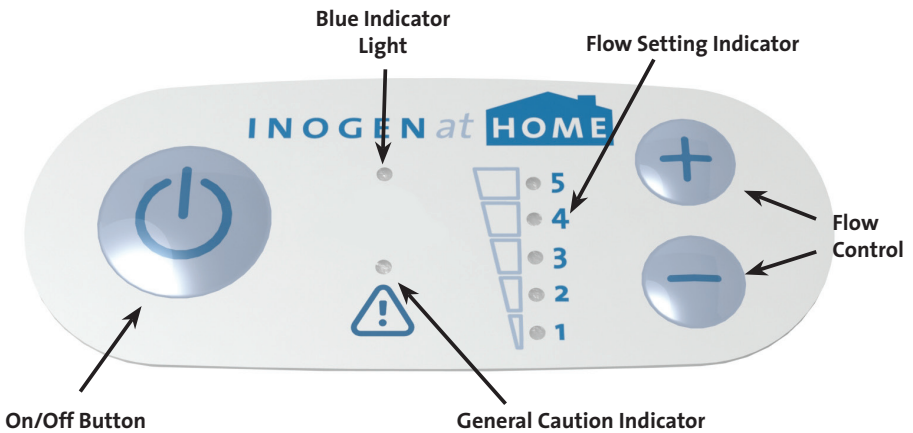 Blue Indicator
Light
Flow Setting Indicator
INOGEN at HOME
5
4
3
2
1
Flow
Control
On/Off Button
General Caution Indicator